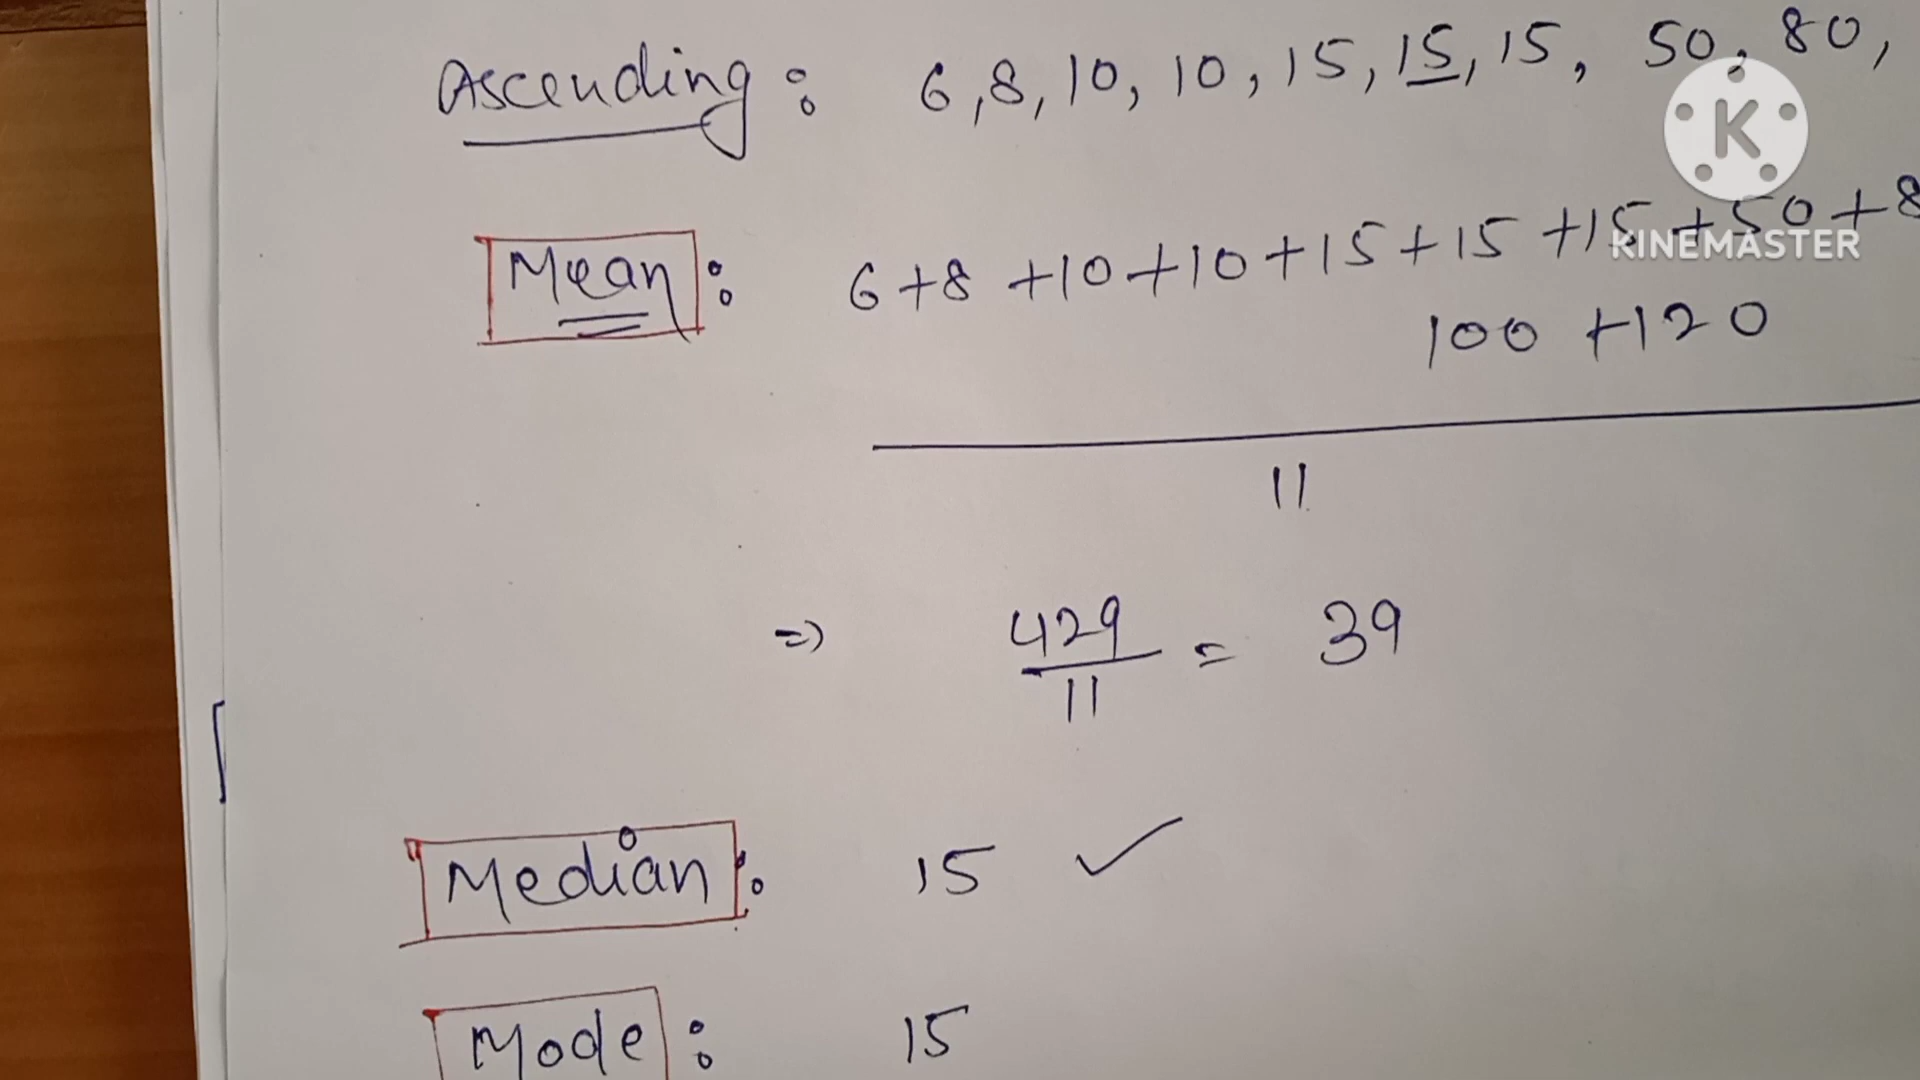 Ascending : 6, 8, 10, 10, 15, 15, 15, 50, 80,
K
Mean : 6+8+10+10+15+15+15+50+8
KINEMASTER
100 +120
11
=> 429/11 = 39
Median : 15 ✓
Mode : 15